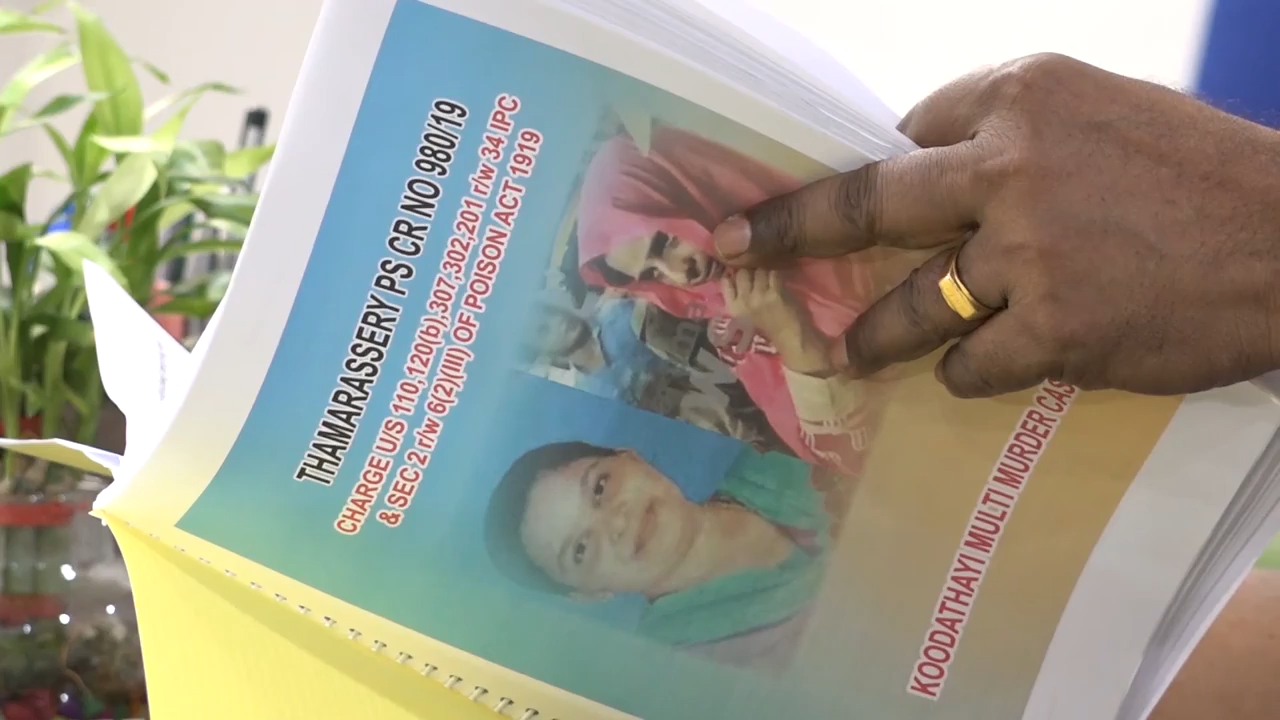 THAMARASSERY PS CR NO 980/19
CHARGE U/S 110,120(b),307,302,201 r/w 34 IPC
& SEC 2 r/w 6(2)(III) OF POISON ACT 1919
KOODATHAYI MULTI MURDER CAS